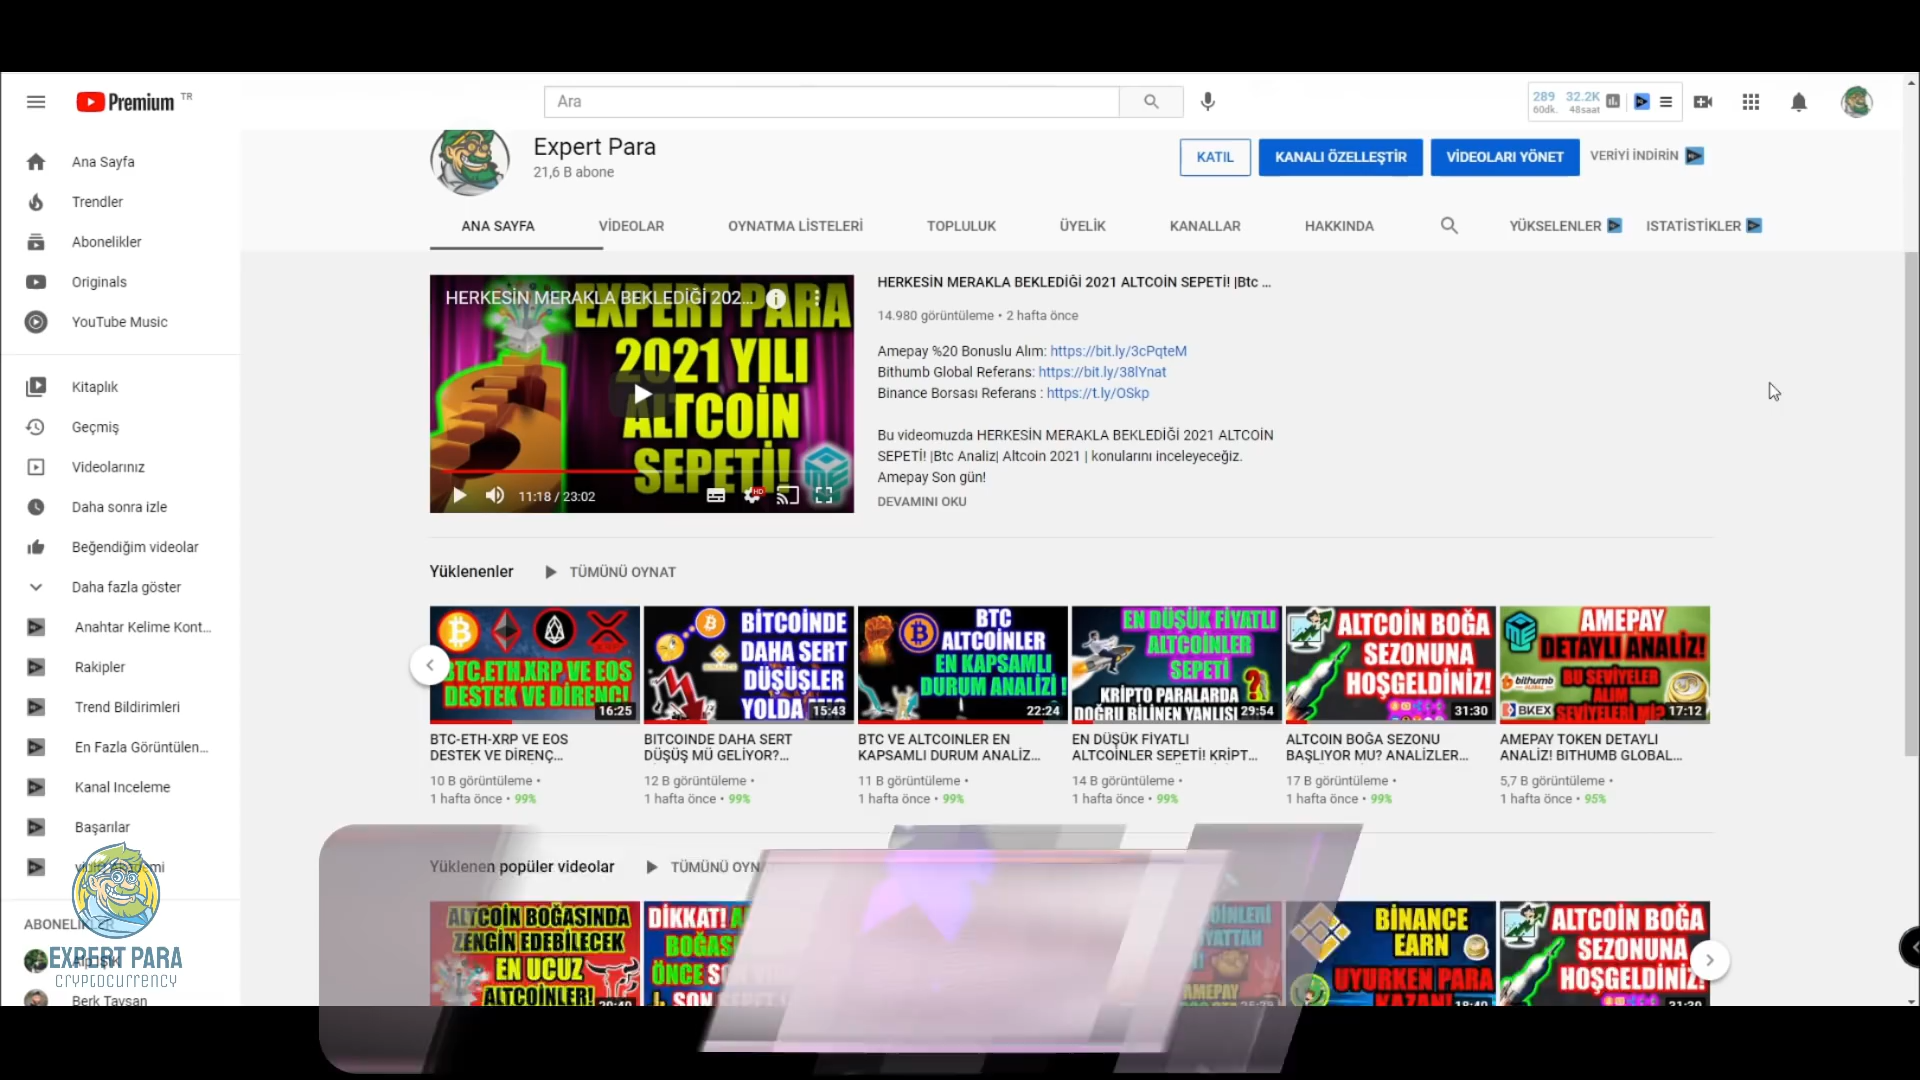 Premium TR
Ara
289 32.2K
60dk. 48saat
Ana Sayfa
Trendler
Abonelikler
Originals
YouTube Music
Kitaplık
Geçmiş
Videolarınız
Daha sonra izle
Beğendiğim videolar
Daha fazla göster
Anahtar Kelime Kont...
Rakipler
Trend Bildirimleri
En Fazla Görüntülen...
Kanal Inceleme
Başarılar
EXPERT PARA
CRYPTOCURRENCY
Berk Tavsan
Expert Para
21,6 B abone
KATIL
KANALI ÖZELLEŞTİR
VİDEOLARI YÖNET
VERİYİ İNDİRİN
ANA SAYFA
VİDEOLAR
OYNATMA LİSTELERİ
TOPLULUK
ÜYELİK
KANALLAR
HAKKINDA
YÜKSELENLER
ISTATİSTİKLER
HERKESİN MERAKLA BEKLEDİĞİ 202...
EXPERT PARA
2021 YILI
ALTCOİN
SEPETİ!
11:18 / 23:02
HERKESİN MERAKLA BEKLEDİĞİ 2021 ALTCOİN SEPETİ! |Btc ...
14.980 görüntüleme • 2 hafta önce
Amepay %20 Bonuslu Alım: https://bit.ly/3cPqteM
Bithumb Global Referans: https://bit.ly/38lYnat
Binance Borsası Referans : https://t.ly/OSkp
Bu videomuzda HERKESİN MERAKLA BEKLEDİĞİ 2021 ALTCOİN
SEPETİ! |Btc Analiz| Altcoin 2021 | konularını inceleyeceğiz.
Amepay Son gün!
DEVAMINI OKU
Yüklenenler
TÜMÜNÜ OYNAT
BTC,ETH,XRP VE EOS
DESTEK VE DİRENÇ!
16:25
BTC-ETH-XRP VE EOS
DESTEK VE DİRENÇ...
10 B görüntüleme •
1 hafta önce • 99%
BİTCOİNDE
DAHA SERT
DÜŞÜŞLER
YOLDA
15:43
BITCOINDE DAHA SERT
DÜŞÜŞ MÜ GELİYOR?...
12 B görüntüleme •
1 hafta önce • 99%
BTC
ALTCOİNLER
EN KAPSAMLI
DURUM ANALİZİ !
22:24
BTC VE ALTCOINLER EN
KAPSAMLI DURUM ANALİZ...
11 B görüntüleme •
1 hafta önce • 99%
EN DÜŞÜK FİYATLI
ALTCOİNLER
SEPETİ
KRİPTO PARALARDA
DOĞRU BİLİNEN YANLIŞ
29:54
EN DÜŞÜK FİYATLI
ALTCOİNLER SEPETİ! KRİPT...
14 B görüntüleme •
1 hafta önce • 99%
ALTCOİN BOĞA
SEZONUNA
HOŞGELDİNİZ!
31:30
ALTCOIN BOĞA SEZONU
BAŞLIYOR MU? ANALİZLER...
17 B görüntüleme •
1 hafta önce • 99%
AMEPAY
DETAYLI ANALİZ!
BU SEVİYELER
ALIM
SEVİYELERİ Mİ?
bithumb
GLOBAL
BKEX
17:12
AMEPAY TOKEN DETAYLI
ANALİZ! BITHUMB GLOBAL...
5,7 B görüntüleme •
1 hafta önce • 95%
Yüklenen popüler videolar
TÜMÜNÜ OYN
ALTCOİN BOĞASINDA
ZENGİN EDEBİLECEK
EN UCUZ
ALTCOİNLER!
DİKKAT!
BOĞAS
ÖNCE
SON SEPET
AMEPAY
BİNANCE
EARN
UYURKEN PARA
KAZAN!
18:40
ALTCOİN BOĞA
SEZONUNA
HOŞGELDİNİZ!
31:30